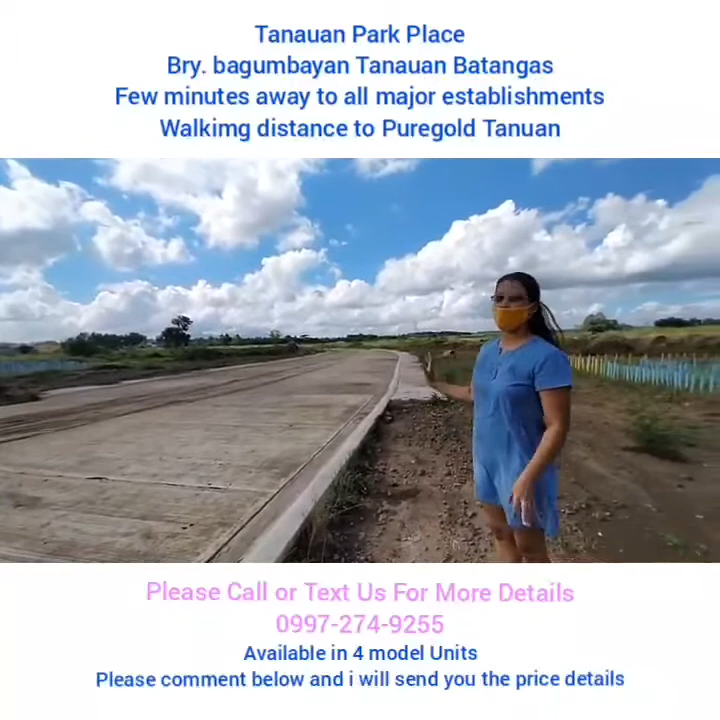 Tanauan Park Place
Bry. bagumbayan Tanauan Batangas
Few minutes away to all major establishments
Walkimg distance to Puregold Tanuan
Please Call or Text Us For More Details
0997-274-9255
Available in 4 model Units
Please comment below and i will send you the price details